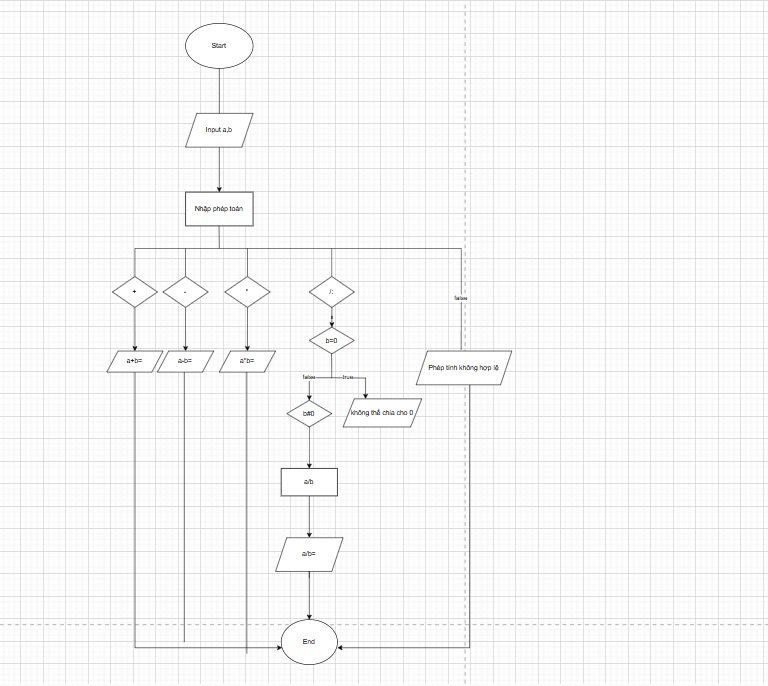 Start
Input a,b
Nhập phép toán
+
-
*
/:
false
b=0
a+b=
a-b=
a*b=
Phép tính không hợp lệ
false
true
b#0
không thể chia cho 0
a/b
a/b=
End